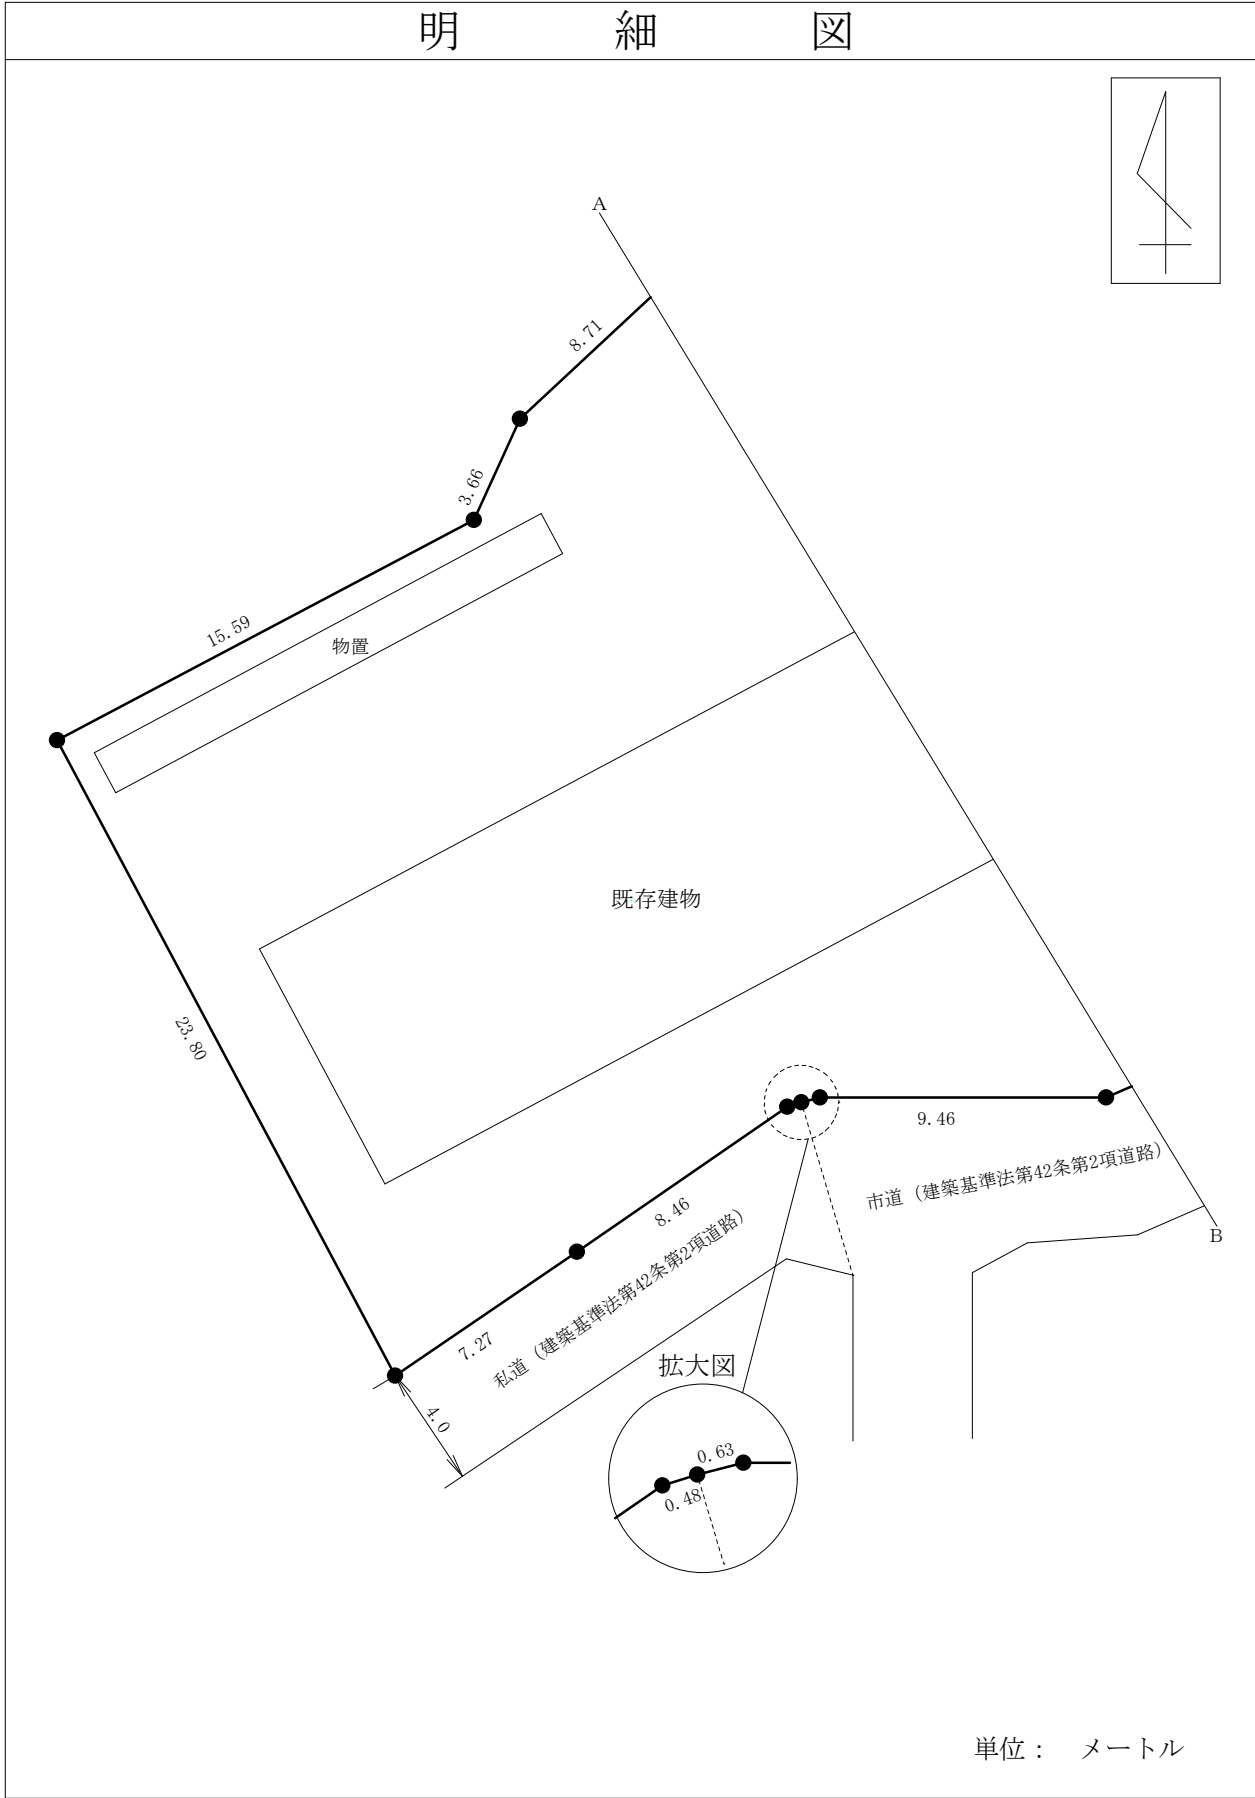 明 細 図
A
8.71
3.66
15.59
物置
既存建物
23.80
9.46
市道（建築基準法第42条第2項道路）
8.46
B
私道（建築基準法第42条第2項道路）
7.27
拡大図
4.0
0.63
0.48
単位： メートル